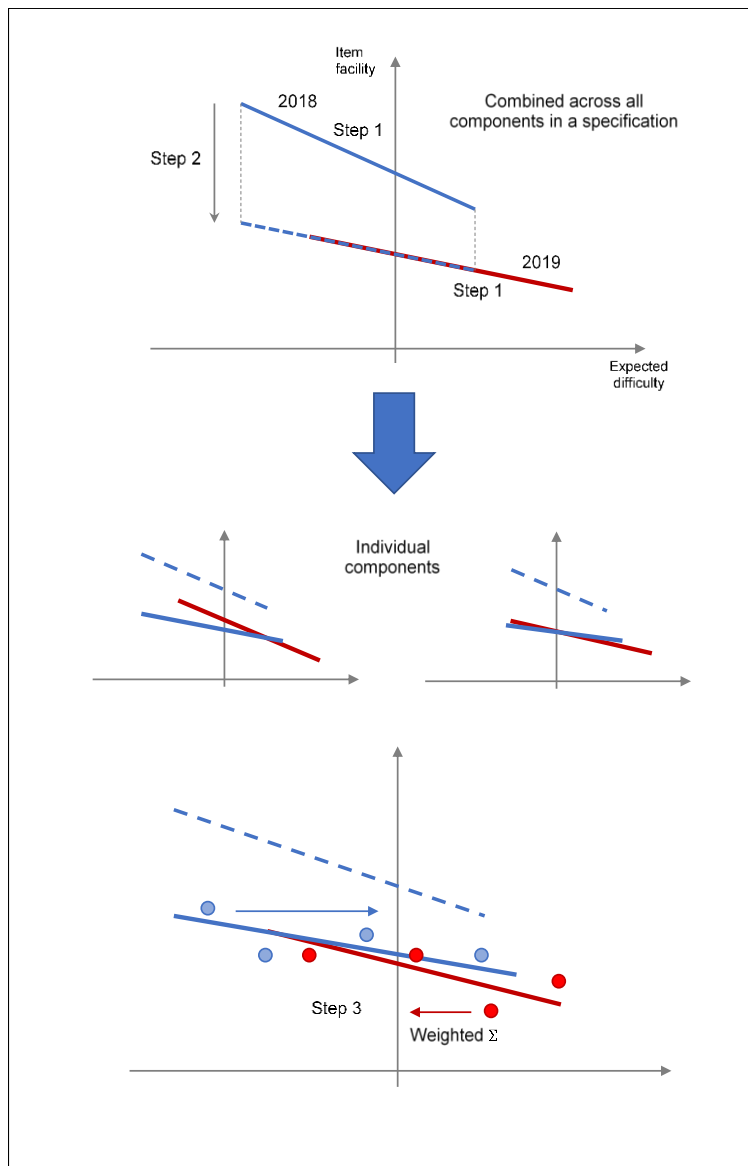 Item
facility
2018
Combined across all
components in a specification
Step 1
Step 2
2019
Step 1
Expected
difficulty
Individual
components
Step 3
Weighted Σ